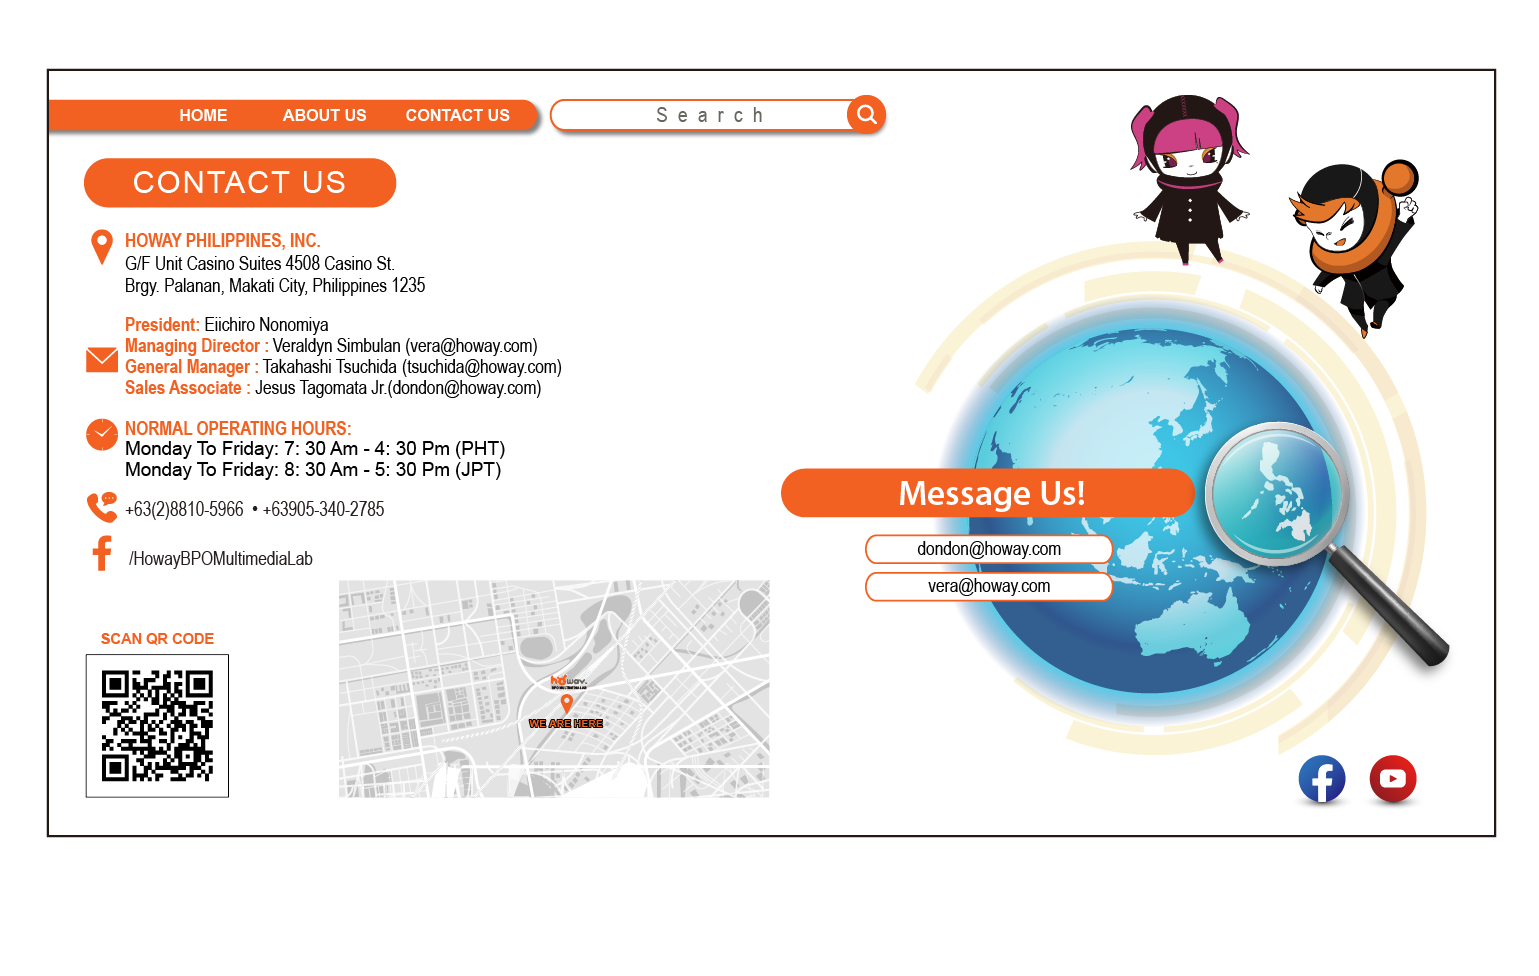 HOME ABOUT US CONTACT US
Search
CONTACT US
HOWAY PHILIPPINES, INC.
G/F Unit Casino Suites 4508 Casino St.
Brgy. Palanan, Makati City, Philippines 1235
President: Eiichiro Nonomiya
Managing Director : Veraldyn Simbulan (vera@howay.com)
General Manager : Takahashi Tsuchida (tsuchida@howay.com)
Sales Associate : Jesus Tagomata Jr.(dondon@howay.com)
NORMAL OPERATING HOURS:
Monday To Friday: 7: 30 Am - 4: 30 Pm (PHT)
Monday To Friday: 8: 30 Am - 5: 30 Pm (JPT)
+63(2)8810-5966 • +63905-340-2785
/HowayBPOMultimediaLab
SCAN QR CODE
howay.
BPO MULTIMEDIA LAB
WE ARE HERE
Message Us!
dondon@howay.com
vera@howay.com